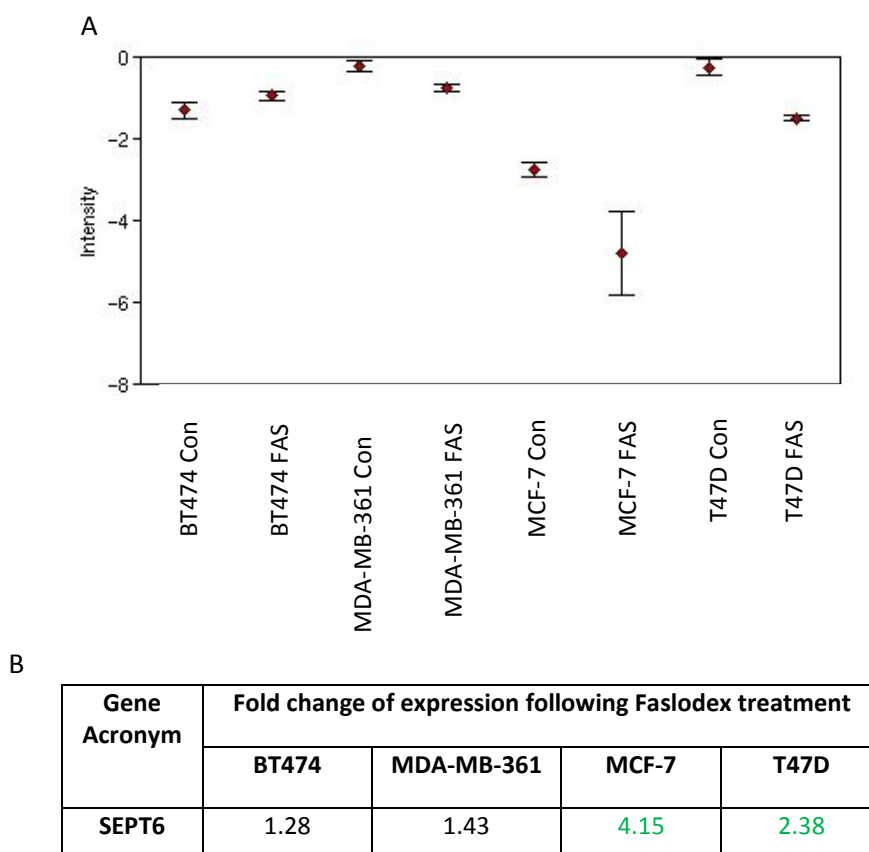 A
0
−2
−4
−6
−8
Intensity
BT474 Con
BT474 FAS
MDA-MB-361 Con
MDA-MB-361 FAS
MCF-7 Con
MCF-7 FAS
T47D Con
T47D FAS
B
Gene Acronym
Fold change of expression following Faslodex treatment
BT474 MDA-MB-361 MCF-7 T47D
SEPT6 1.28 1.43 4.15 2.38